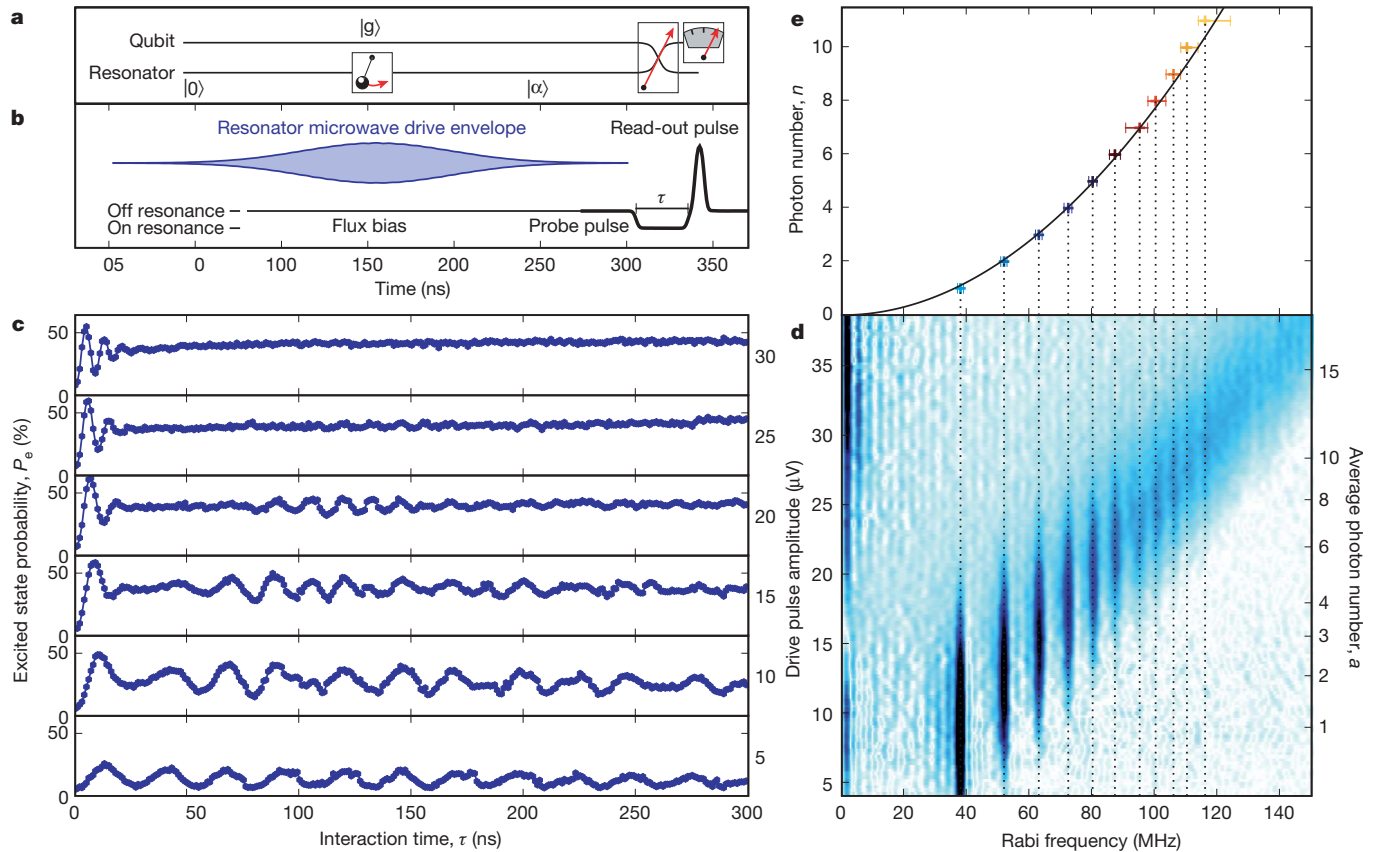 a
|g⟩
Qubit
Resonator
|0⟩
|α⟩
b
Resonator microwave drive envelope
Read-out pulse
τ
Off resonance
On resonance
Flux bias
Probe pulse
05 0 100 150 200 250 300 350
Time (ns)
c
Excited state probability, Pe (%)
50
0
30
50
0
25
50
0
20
50
0
15
50
0
10
50
0
5
0 50 100 150 200 250 300
Interaction time, τ (ns)
Drive pulse amplitude (μV)
e
Photon number, n
10
8
6
4
2
0
d
35
30
25
20
15
10
5
15
10
8
6
4
3
2
1
Average photon number, a
0 20 40 60 80 100 120 140
Rabi frequency (MHz)